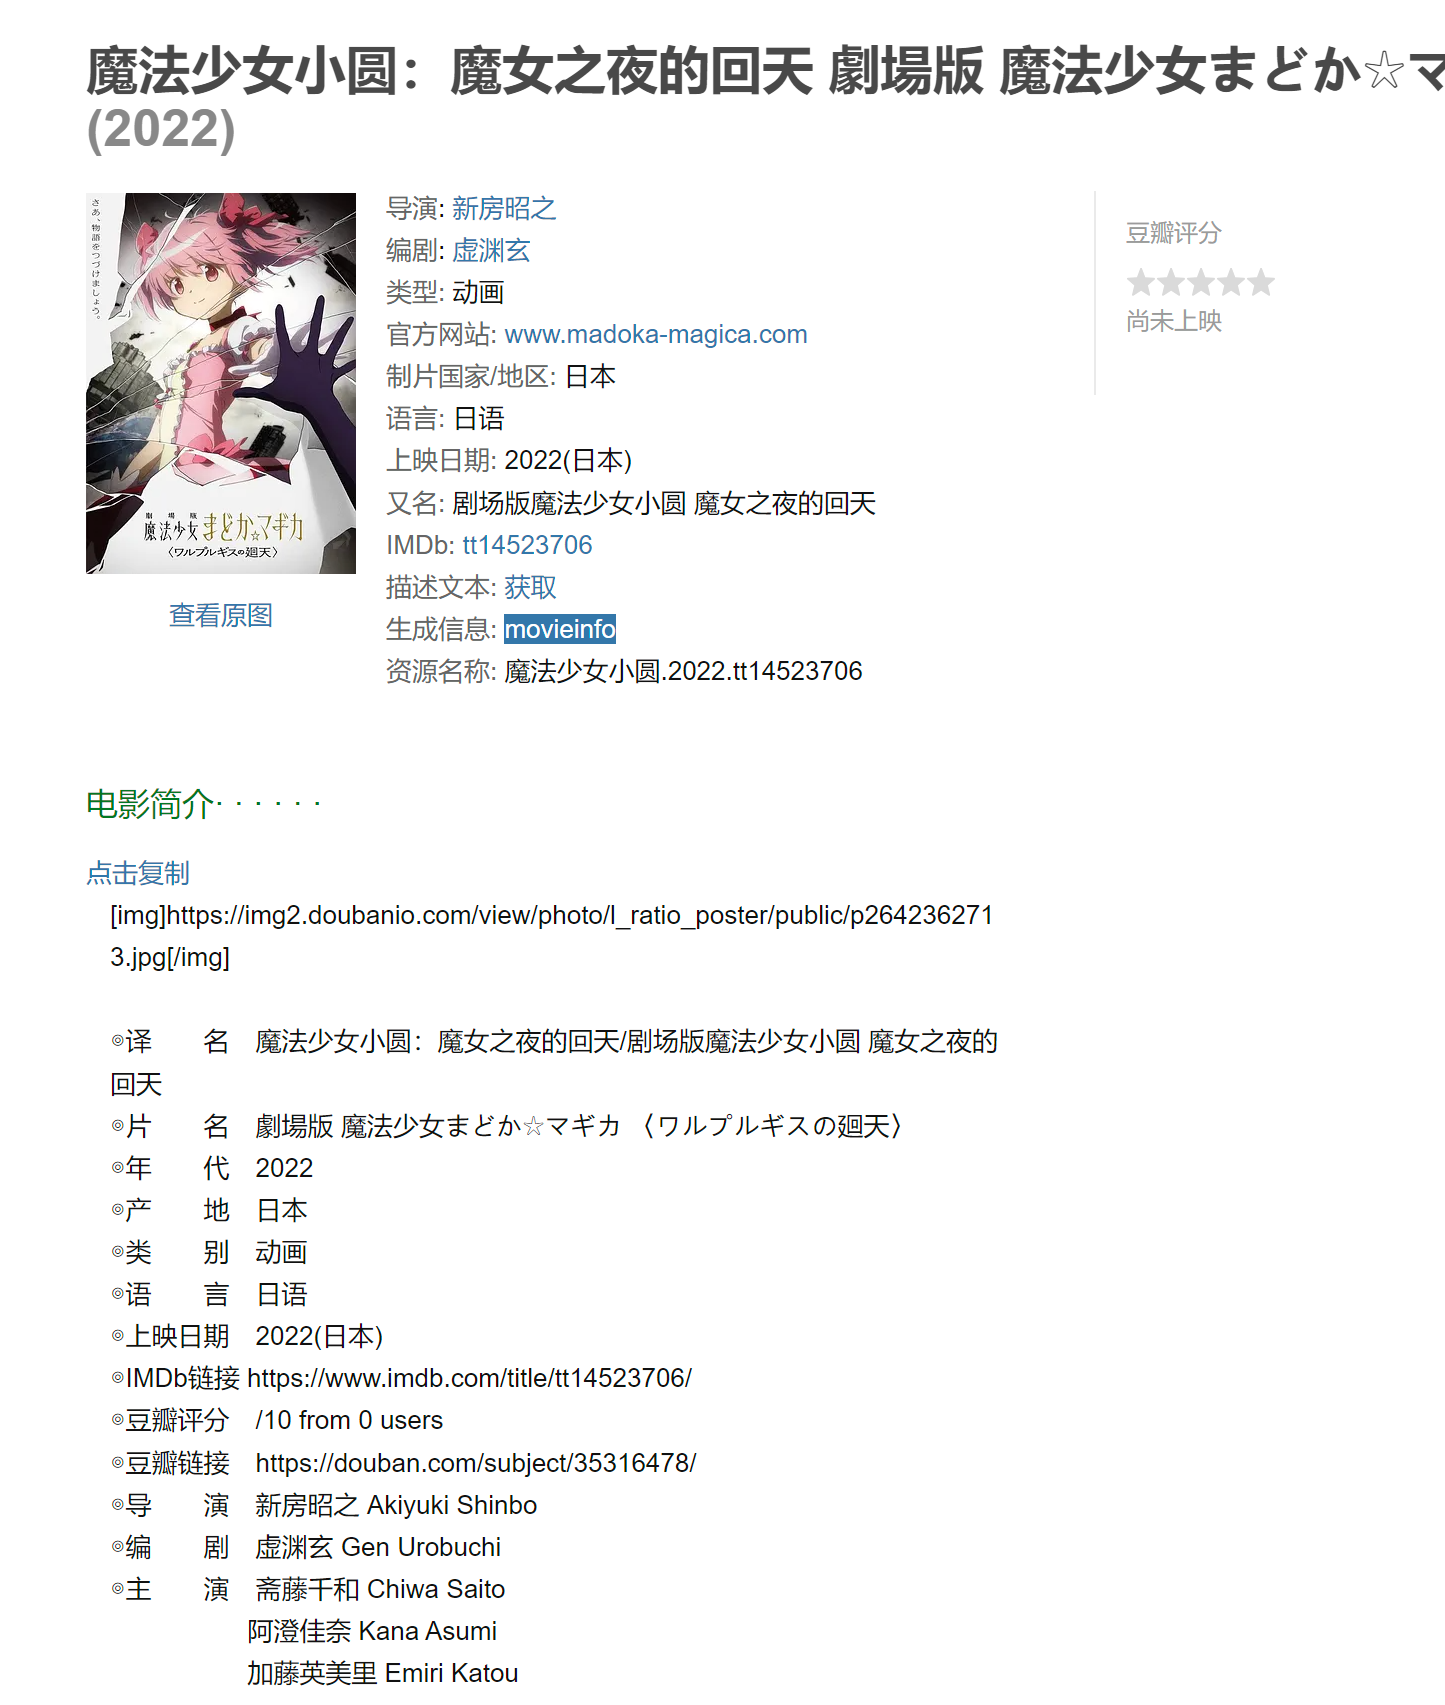 魔法少女小圆：魔女之夜的回天 劇場版 魔法少女まどか☆マ
(2022)
さあ、物語をつづけましょう。
劇場版
魔法少女まどか☆マギカ
〈ワルプルギスの廻天〉
查看原图
导演: 新房昭之
编剧: 虚渊玄
类型: 动画
官方网站: www.madoka-magica.com
制片国家/地区: 日本
语言: 日语
上映日期: 2022(日本)
又名: 剧场版魔法少女小圆 魔女之夜的回天
IMDb: tt14523706
描述文本: 获取
生成信息: movieinfo
资源名称: 魔法少女小圆.2022.tt14523706
豆瓣评分
尚未上映
电影简介· · · · · ·
点击复制
[img]https://img2.doubanio.com/view/photo/l_ratio_poster/public/p264236271
3.jpg[/img]
◎译　　名　魔法少女小圆：魔女之夜的回天/剧场版魔法少女小圆 魔女之夜的
回天
◎片　　名　劇場版 魔法少女まどか☆マギカ 〈ワルプルギスの廻天〉
◎年　　代　2022
◎产　　地　日本
◎类　　别　动画
◎语　　言　日语
◎上映日期　2022(日本)
◎IMDb链接 https://www.imdb.com/title/tt14523706/
◎豆瓣评分　/10 from 0 users
◎豆瓣链接　https://douban.com/subject/35316478/
◎导　　演　新房昭之 Akiyuki Shinbo
◎编　　剧　虚渊玄 Gen Urobuchi
◎主　　演　斋藤千和 Chiwa Saito
阿澄佳奈 Kana Asumi
加藤英美里 Emiri Katou